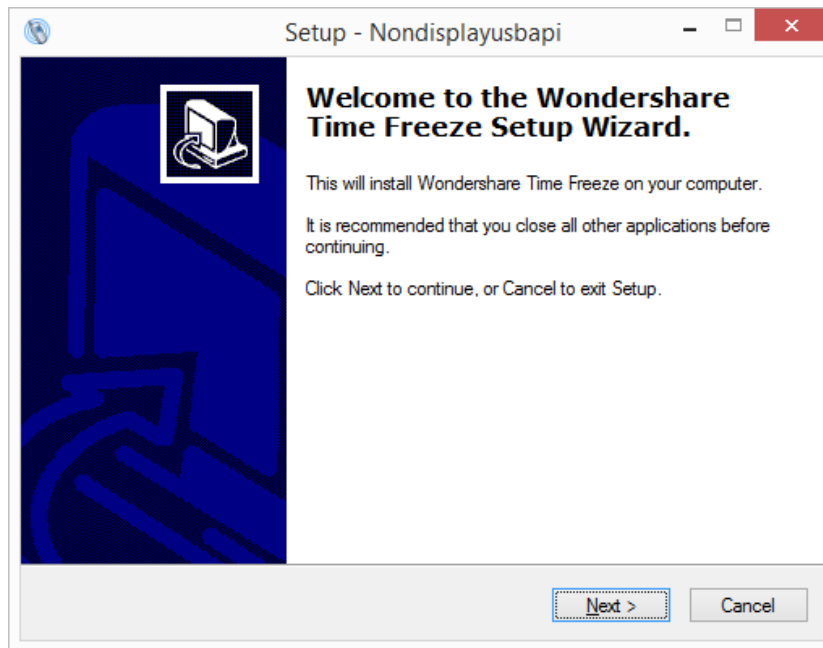 Setup - Nondisplayusbapi
Welcome to the Wondershare
Time Freeze Setup Wizard.
This will install Wondershare Time Freeze on your computer.
It is recommended that you close all other applications before
continuing.
Click Next to continue, or Cancel to exit Setup.
Next >
Cancel